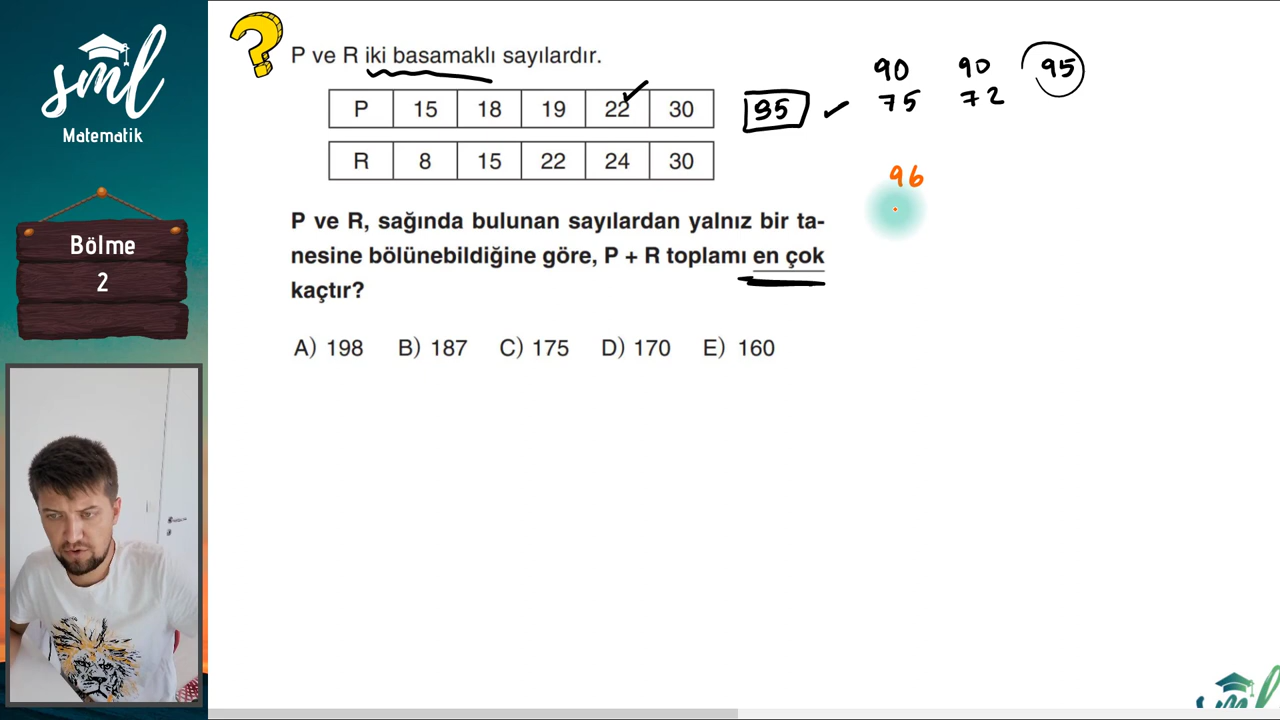 sml
Matematik
Bölme
2
P ve R iki basamaklı sayılardır.
P 15 18 19 22 30
R 8 15 22 24 30
95
90 90 95
75 72
96
P ve R, sağında bulunan sayılardan yalnız bir ta-
nesine bölünebildiğine göre, P + R toplamı en çok
kaçtır?
A) 198 B) 187 C) 175 D) 170 E) 160